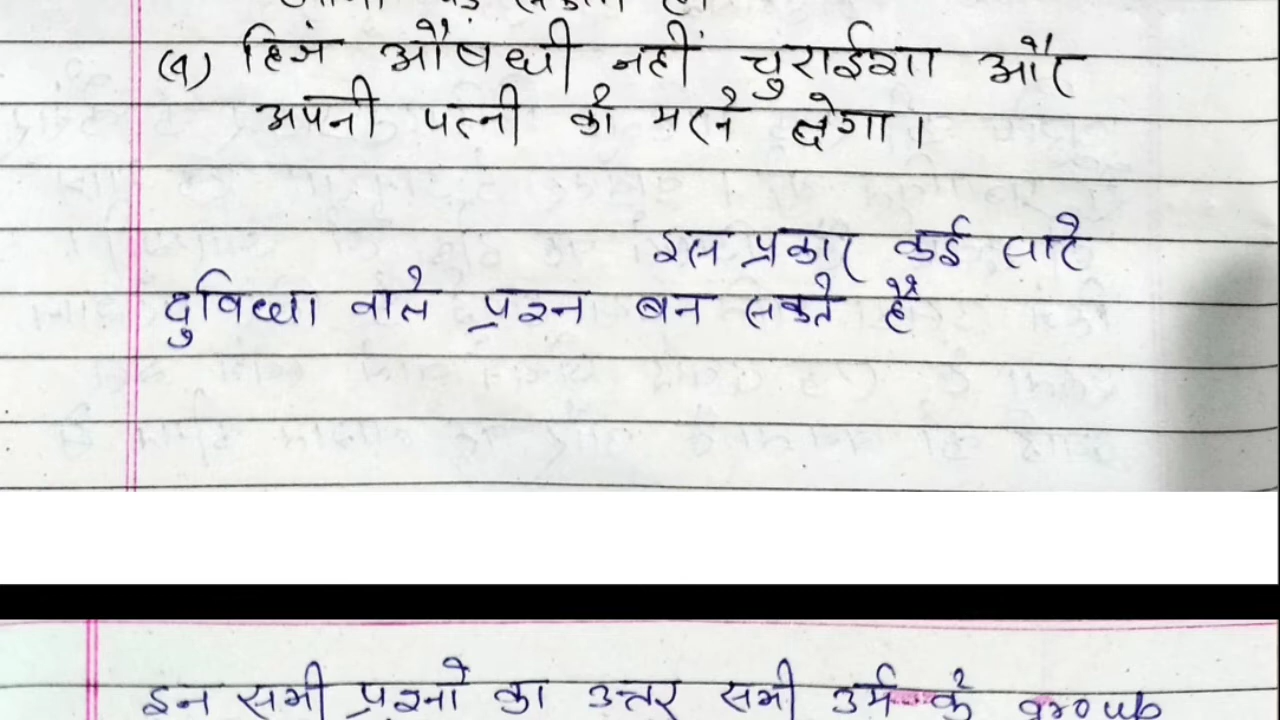 (4) हिंज औषधी नहीं चुराईगा और
अपनी पत्नी को मरने देगा।
इस प्रकार कई सारे
दुविधा वाले प्रश्न बन सकते हैं
इन सभी प्रश्नो का उत्तर सभी उर्म के group